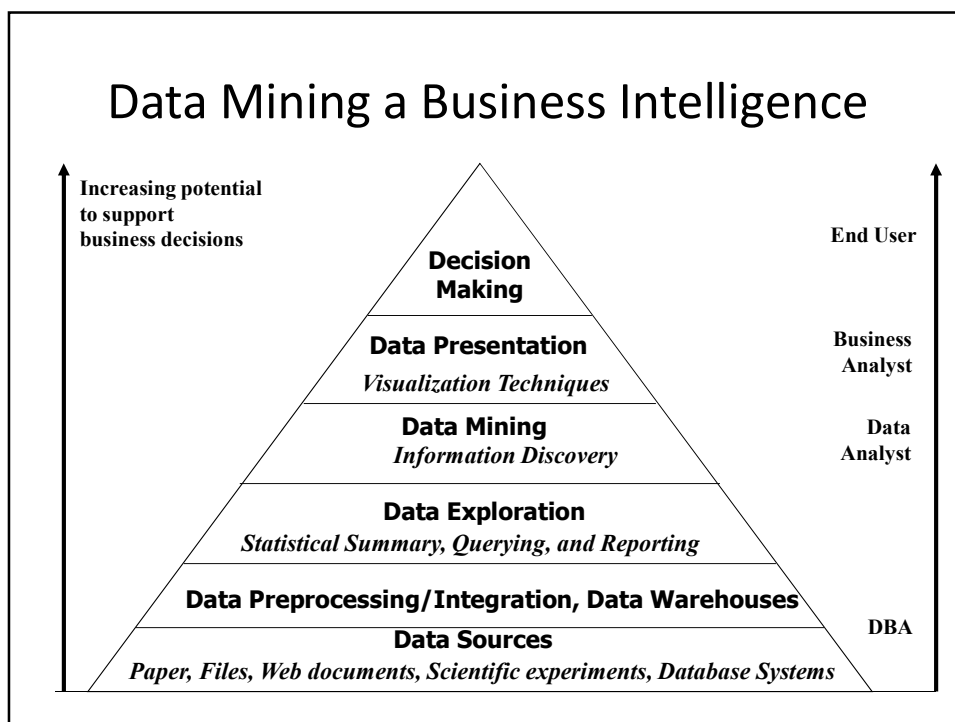 Data Mining a Business Intelligence
Increasing potential
to support
business decisions
End User
Decision
Making
Data Presentation
Visualization Techniques
Business
Analyst
Data Mining
Information Discovery
Data
Analyst
Data Exploration
Statistical Summary, Querying, and Reporting
Data Preprocessing/Integration, Data Warehouses
DBA
Data Sources
Paper, Files, Web documents, Scientific experiments, Database Systems